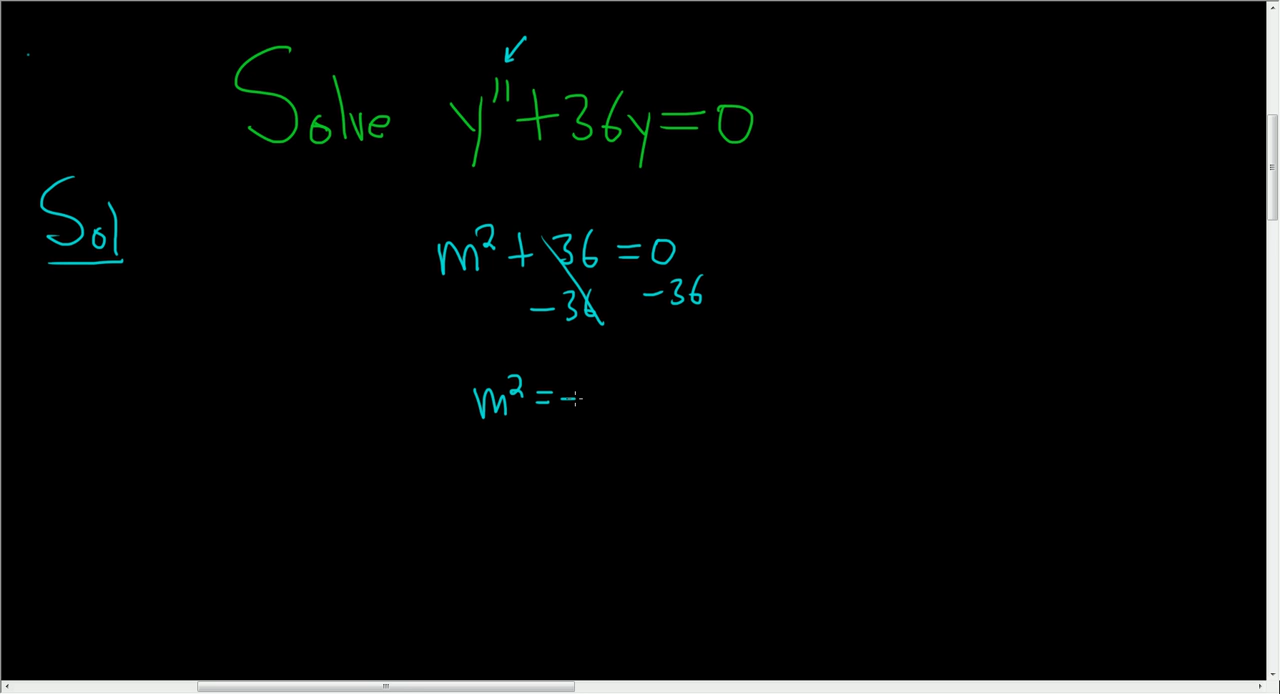 Solve y''+36y=0
Sol
m² + 36 = 0
-36 -36
m² = -